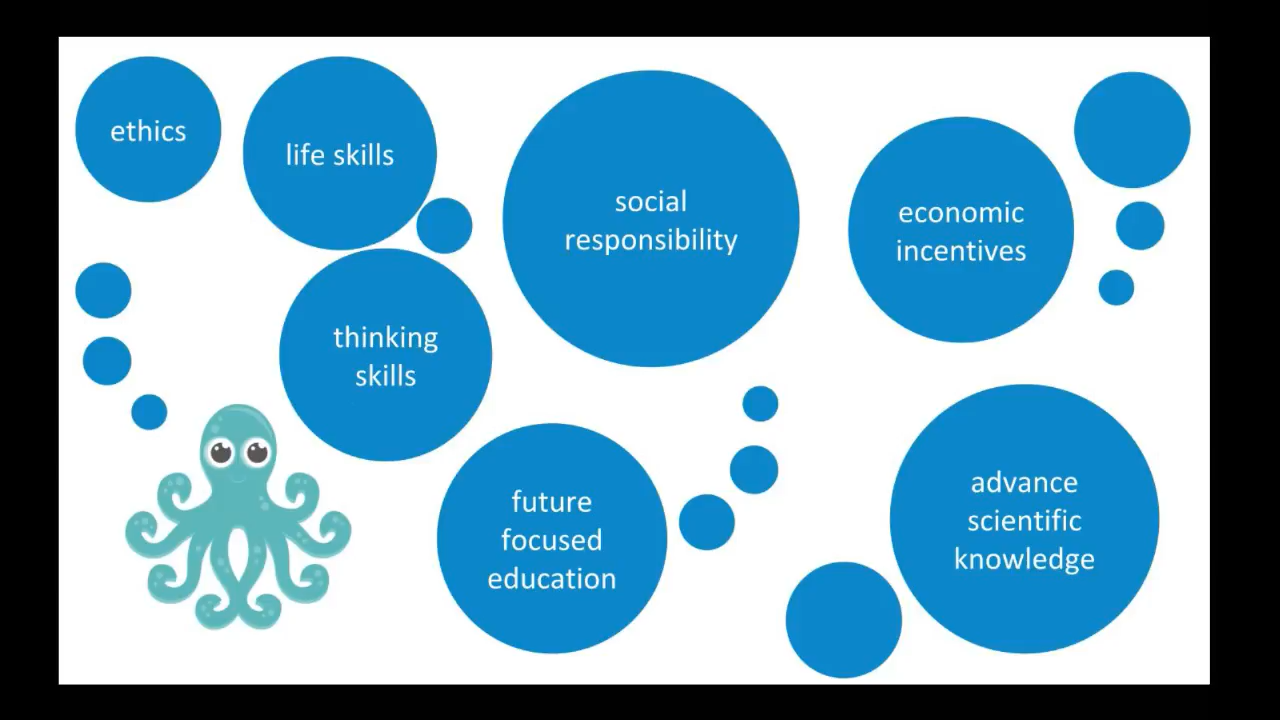 ethics
life skills
social
responsibility
economic
incentives
thinking
skills
future
focused
education
advance
scientific
knowledge